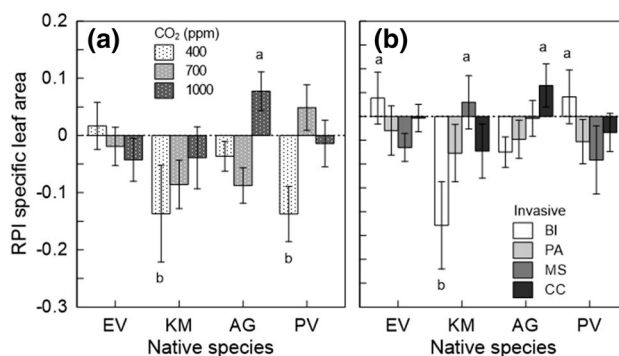 (a)
CO₂ (ppm)
400
700
1000
a
b
b
0.2
0.1
0
-0.1
-0.2
-0.3
RPI specific leaf area
EV KM AG PV
Native species
(b)
a
a
a
a
b
Invasive
BI
PA
MS
CC
EV KM AG PV
Native species